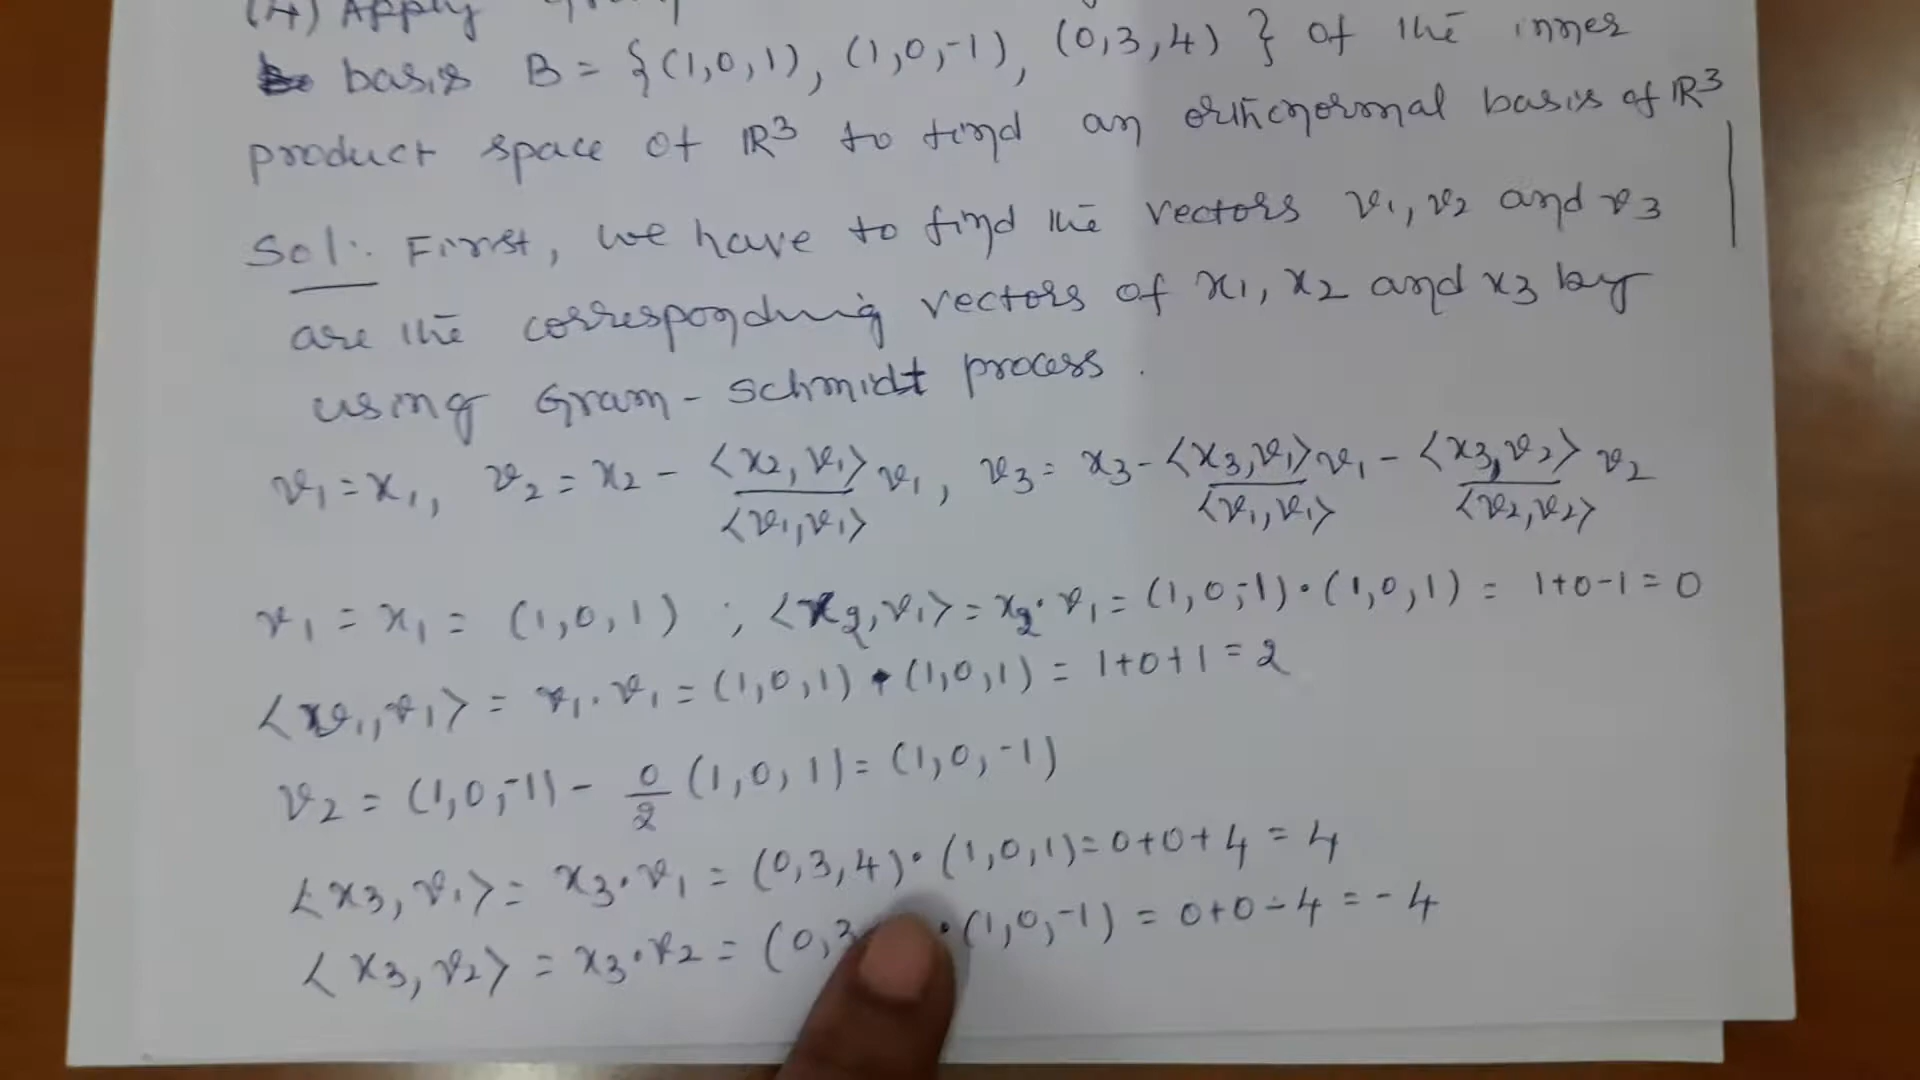 (4) Apply
basis B = {(1,0,1), (1,0,-1), (0,3,4)} of the inner
product space of ℝ³ to find an orthonormal basis of ℝ³
Sol: First, we have to find the vectors v₁, v₂ and v₃
are the corresponding vectors of x₁, x₂ and x₃ by
using Gram-Schmidt process.
v₁ = x₁, v₂ = x₂ - <x₂, v₁>/<v₁, v₁> v₁, v₃ = x₃ - <x₃, v₁>/<v₁, v₁> v₁ - <x₃, v₂>/<v₂, v₂> v₂
v₁ = x₁ = (1,0,1) ; <x₂, v₁> = x₂·v₁ = (1,0,-1)·(1,0,1) = 1+0-1 = 0
<v₁, v₁> = v₁·v₁ = (1,0,1)·(1,0,1) = 1+0+1 = 2
v₂ = (1,0,-1) - 0/2 (1,0,1) = (1,0,-1)
<x₃, v₁> = x₃·v₁ = (0,3,4)·(1,0,1) = 0+0+4 = 4
<x₃, v₂> = x₃·v₂ = (0,3 ·(1,0,-1) = 0+0-4 = -4